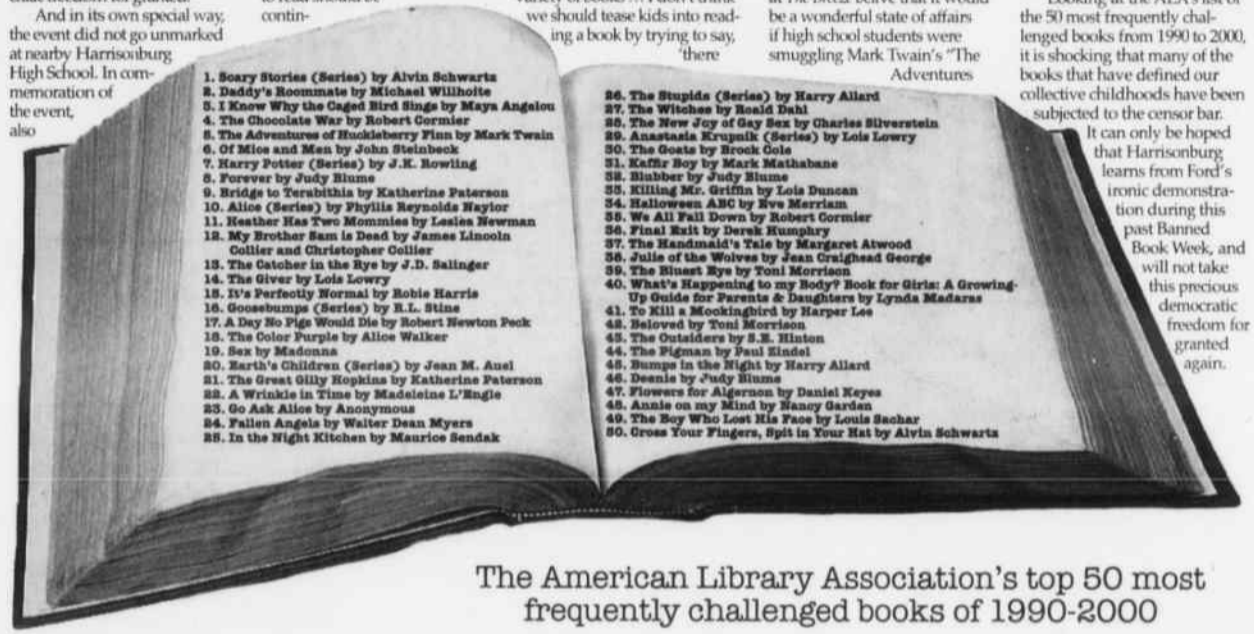 And in its own special way,
the event did not go unmarked
at nearby Harrisonburg
High School. In com-
memoration of
the event,
also
contin-
we should tease kids into read-
ing a book by trying to say,
'there
be a wonderful state of affairs
if high school students were
smuggling Mark Twain's "The
Adventures
Looking at the ALA's list of
the 50 most frequently chal-
lenged books from 1990 to 2000,
it is shocking that many of the
books that have defined our
collective childhoods have been
subjected to the censor bar.
It can only be hoped
that Harrisonburg
learns from Ford's
ironic demonstra-
tion during this
past Banned
Book Week, and
will not take
this precious
democratic
freedom for
granted
again.
1. Scary Stories (Series) by Alvin Schwartz
2. Daddy's Roommate by Michael Willhoite
3. I Know Why the Caged Bird Sings by Maya Angelou
4. The Chocolate War by Robert Cormier
5. The Adventures of Huckleberry Finn by Mark Twain
6. Of Mice and Men by John Steinbeck
7. Harry Potter (Series) by J.K. Rowling
8. Forever by Judy Blume
9. Bridge to Terabithia by Katherine Paterson
10. Alice (Series) by Phyllis Reynolds Naylor
11. Heather Has Two Mommies by Leslea Newman
12. My Brother Sam is Dead by James Lincoln
Collier and Christopher Collier
13. The Catcher in the Rye by J.D. Salinger
14. The Giver by Lois Lowry
15. It's Perfectly Normal by Robie Harris
16. Goosebumps (Series) by R.L. Stine
17. A Day No Pigs Would Die by Robert Newton Peck
18. The Color Purple by Alice Walker
19. Sex by Madonna
20. Earth's Children (Series) by Jean M. Auel
21. The Great Gilly Hopkins by Katherine Paterson
22. A Wrinkle in Time by Madeleine L'Engle
23. Go Ask Alice by Anonymous
24. Fallen Angels by Walter Dean Myers
25. In the Night Kitchen by Maurice Sendak
26. The Stupids (Series) by Harry Allard
27. The Witches by Roald Dahl
28. The New Joy of Gay Sex by Charles Silverstein
29. Anastasia Krupnik (Series) by Lois Lowry
30. The Goats by Brock Cole
31. Kaffir Boy by Mark Mathabane
32. Blubber by Judy Blume
33. Killing Mr. Griffin by Lois Duncan
34. Halloween ABC by Eve Merriam
35. We All Fall Down by Robert Cormier
36. Final Exit by Derek Humphry
37. The Handmaid's Tale by Margaret Atwood
38. Julie of the Wolves by Jean Craighead George
39. The Bluest Eye by Toni Morrison
40. What's Happening to my Body? Book for Girls: A Growing-
Up Guide for Parents & Daughters by Lynda Madaras
41. To Kill a Mockingbird by Harper Lee
42. Beloved by Toni Morrison
43. The Outsiders by S.E. Hinton
44. The Pigman by Paul Zindel
45. Bumps in the Night by Harry Allard
46. Deenie by Judy Blume
47. Flowers for Algernon by Daniel Keyes
48. Annie on my Mind by Nancy Garden
49. The Boy Who Lost His Face by Louis Sachar
50. Cross Your Fingers, Spit in Your Hat by Alvin Schwartz
The American Library Association's top 50 most
frequently challenged books of 1990-2000